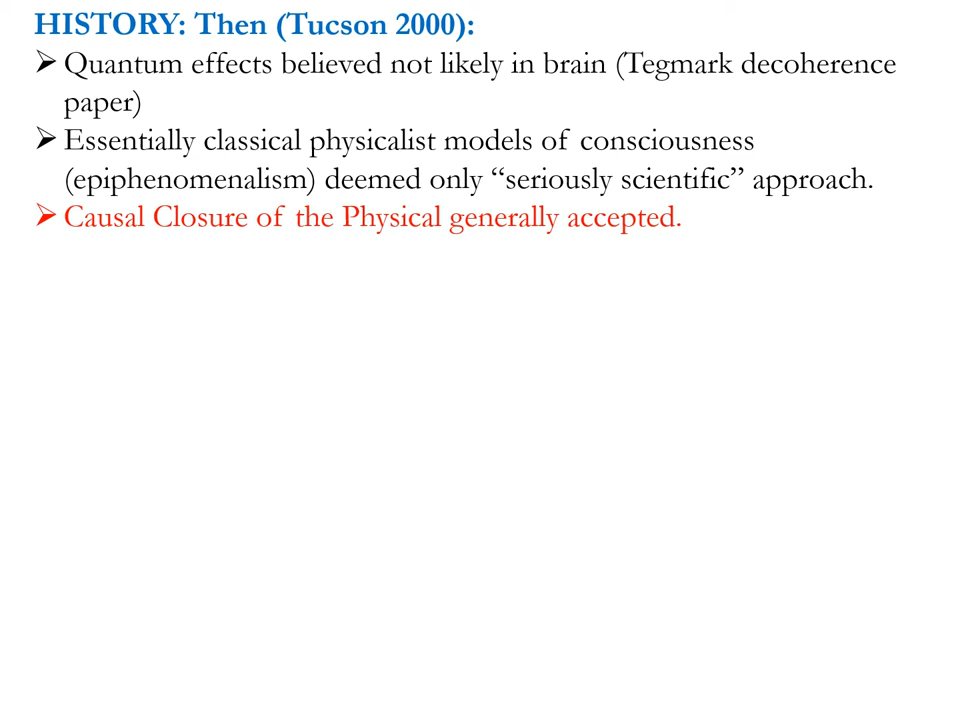 HISTORY: Then (Tucson 2000):
➢ Quantum effects believed not likely in brain (Tegmark decoherence
paper)
➢ Essentially classical physicalist models of consciousness
(epiphenomenalism) deemed only “seriously scientific” approach.
➢ Causal Closure of the Physical generally accepted.